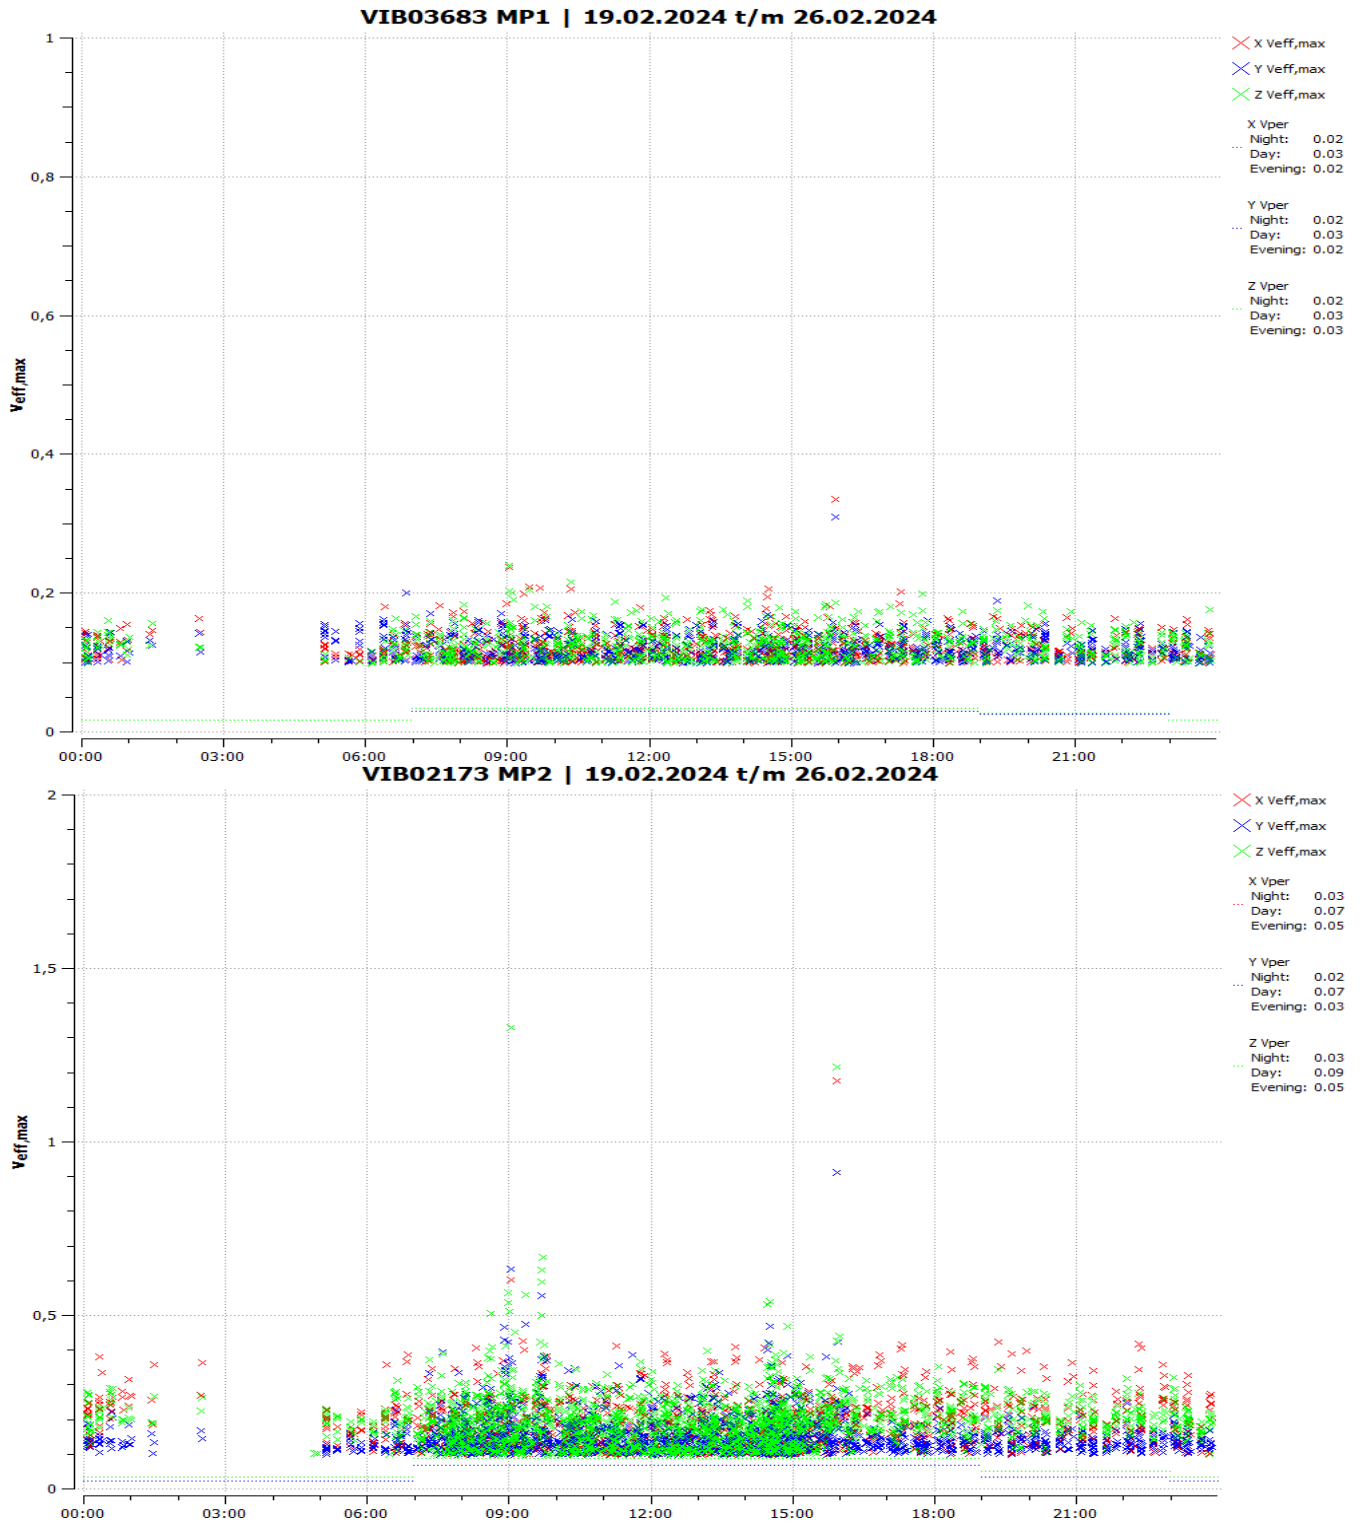 VIB03683 MP1 | 19.02.2024 t/m 26.02.2024
1
0,8
0,6
0,4
0,2
0
Veff,max
00:00 03:00 06:00 09:00 12:00 15:00 18:00 21:00
X Veff,max
Y Veff,max
Z Veff,max
X Vper
Night: 0.02
Day: 0.03
Evening: 0.02
Y Vper
Night: 0.02
Day: 0.03
Evening: 0.02
Z Vper
Night: 0.02
Day: 0.03
Evening: 0.03
VIB02173 MP2 | 19.02.2024 t/m 26.02.2024
2
1,5
1
0,5
0
Veff,max
00:00 03:00 06:00 09:00 12:00 15:00 18:00 21:00
X Veff,max
Y Veff,max
Z Veff,max
X Vper
Night: 0.03
Day: 0.07
Evening: 0.05
Y Vper
Night: 0.02
Day: 0.07
Evening: 0.03
Z Vper
Night: 0.03
Day: 0.09
Evening: 0.05